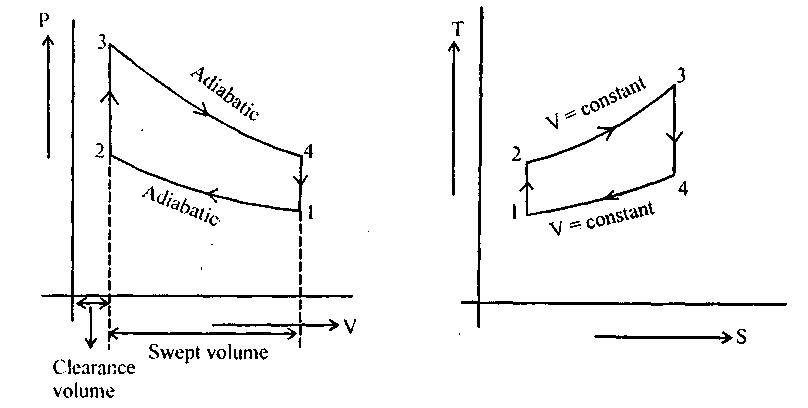 P
3
Adiabatic
2
4
Adiabatic
1
V
Swept volume
Clearance
volume
T
3
V = constant
2
4
1
V = constant
S